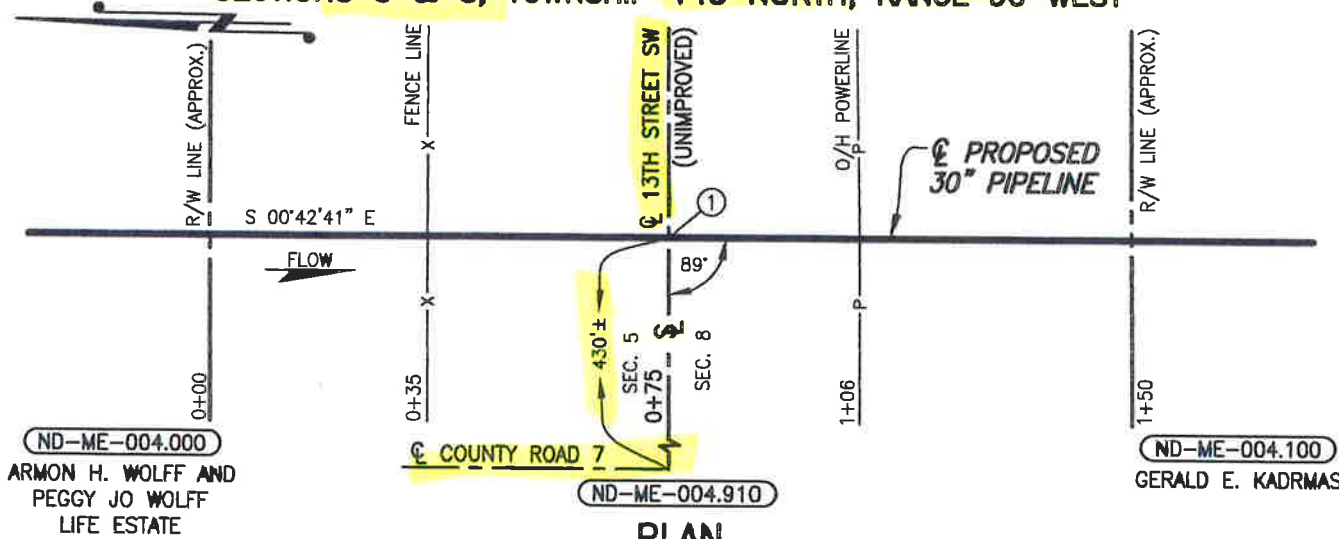 R/W LINE (APPROX.)
FENCE LINE
X
X
℄ 13TH STREET SW
(UNIMPROVED)
O/H POWERLINE
P
P
R/W LINE (APPROX.)
℄ PROPOSED
30" PIPELINE
S 00°42'41" E
FLOW
1
89°
430'±
SEC. 5
SEC. 8
0+00
0+35
0+75
1+06
1+50
℄ COUNTY ROAD 7
ND-ME-004.000
ARMON H. WOLFF AND
PEGGY JO WOLFF
LIFE ESTATE
ND-ME-004.910
ND-ME-004.100
GERALD E. KADRMAS
PLAN